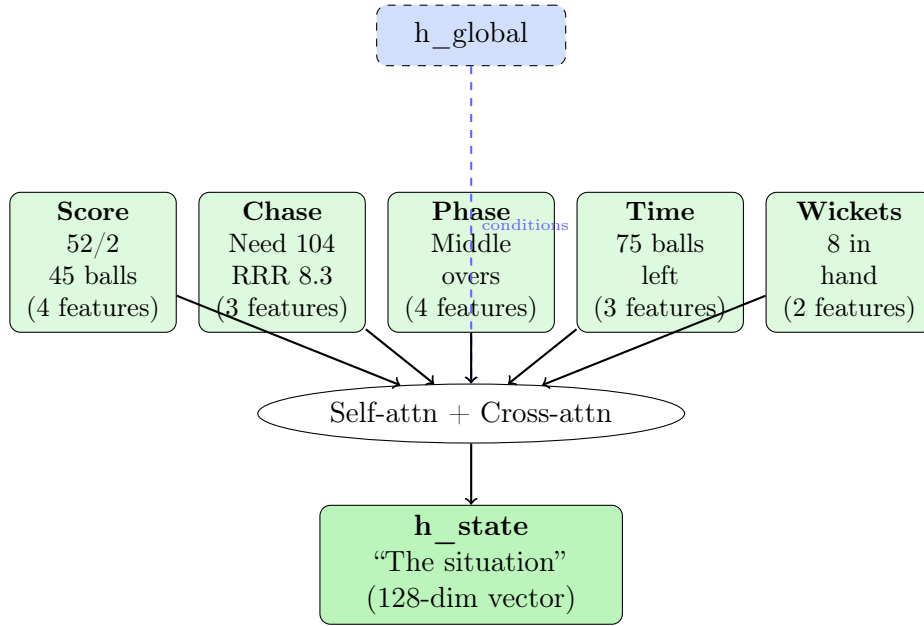 h_global
Score
52/2
45 balls
(4 features)
Chase
Need 104
RRR 8.3
(3 features)
Phase
Middle
overs
(4 features)
conditions
Time
75 balls
left
(3 features)
Wickets
8 in
hand
(2 features)
Self-attn + Cross-attn
h_state
“The situation”
(128-dim vector)